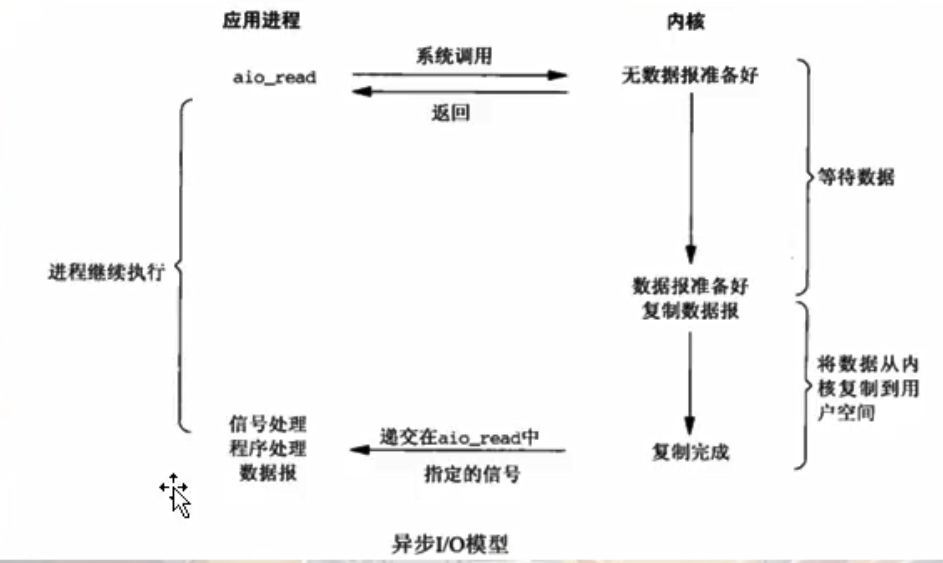 应用进程
内核
系统调用
aio_read
无数据报准备好
返回
等待数据
进程继续执行
数据报准备好
复制数据报
将数据从内
核复制到用
户空间
信号处理
程序处理
数据报
递交在aio_read中
指定的信号
复制完成
异步I/O模型